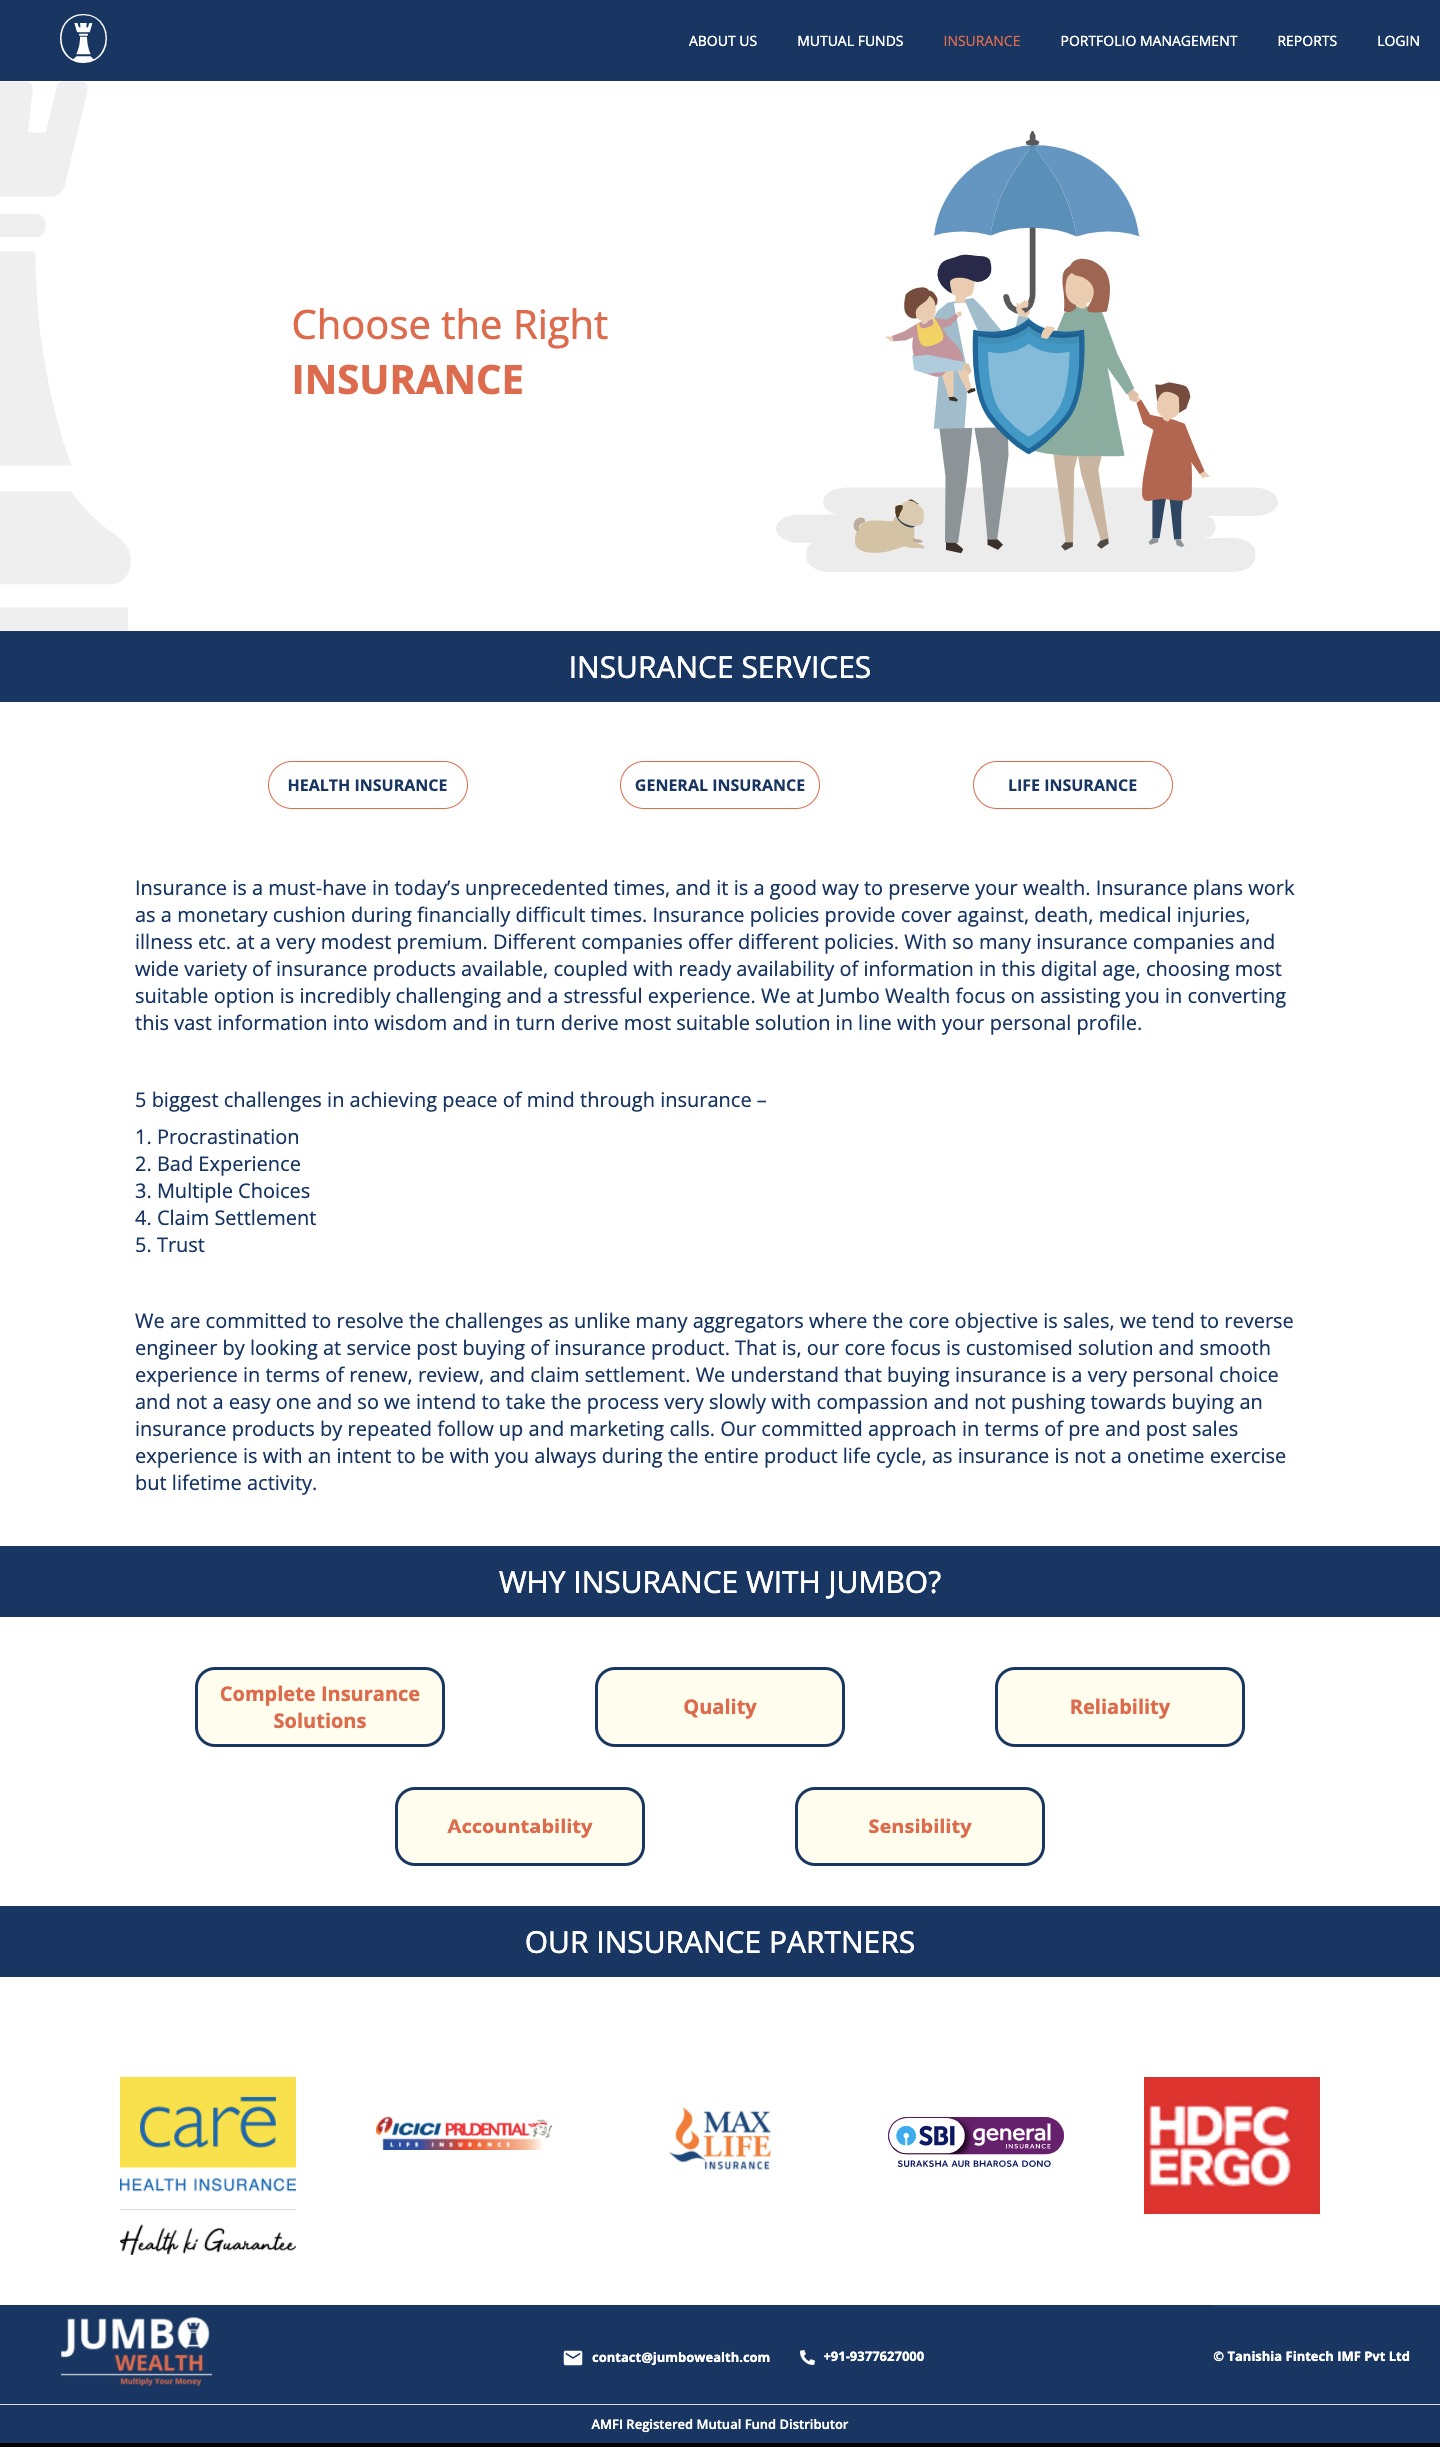 ABOUT US
MUTUAL FUNDS
INSURANCE
PORTFOLIO MANAGEMENT
REPORTS
LOGIN
Choose the Right
INSURANCE
INSURANCE SERVICES
HEALTH INSURANCE
GENERAL INSURANCE
LIFE INSURANCE
Insurance is a must-have in today’s unprecedented times, and it is a good way to preserve your wealth. Insurance plans work
as a monetary cushion during financially difficult times. Insurance policies provide cover against, death, medical injuries,
illness etc. at a very modest premium. Different companies offer different policies. With so many insurance companies and
wide variety of insurance products available, coupled with ready availability of information in this digital age, choosing most
suitable option is incredibly challenging and a stressful experience. We at Jumbo Wealth focus on assisting you in converting
this vast information into wisdom and in turn derive most suitable solution in line with your personal profile.
5 biggest challenges in achieving peace of mind through insurance –
1. Procrastination
2. Bad Experience
3. Multiple Choices
4. Claim Settlement
5. Trust
We are committed to resolve the challenges as unlike many aggregators where the core objective is sales, we tend to reverse
engineer by looking at service post buying of insurance product. That is, our core focus is customised solution and smooth
experience in terms of renew, review, and claim settlement. We understand that buying insurance is a very personal choice
and not a easy one and so we intend to take the process very slowly with compassion and not pushing towards buying an
insurance products by repeated follow up and marketing calls. Our committed approach in terms of pre and post sales
experience is with an intent to be with you always during the entire product life cycle, as insurance is not a onetime exercise
but lifetime activity.
WHY INSURANCE WITH JUMBO?
Complete Insurance
Solutions
Quality
Reliability
Accountability
Sensibility
OUR INSURANCE PARTNERS
carē
HEALTH INSURANCE
Health ki Guarantee
ICICI PRUDENTIAL
LIFE INSURANCE
MAX
LIFE
INSURANCE
SBI general
INSURANCE
SURAKSHA AUR BHAROSA DONO
HDFC
ERGO
JUMBO
WEALTH
Multiply Your Money
contact@jumbowealth.com
+91-9377627000
© Tanishia Fintech IMF Pvt Ltd
AMFI Registered Mutual Fund Distributor